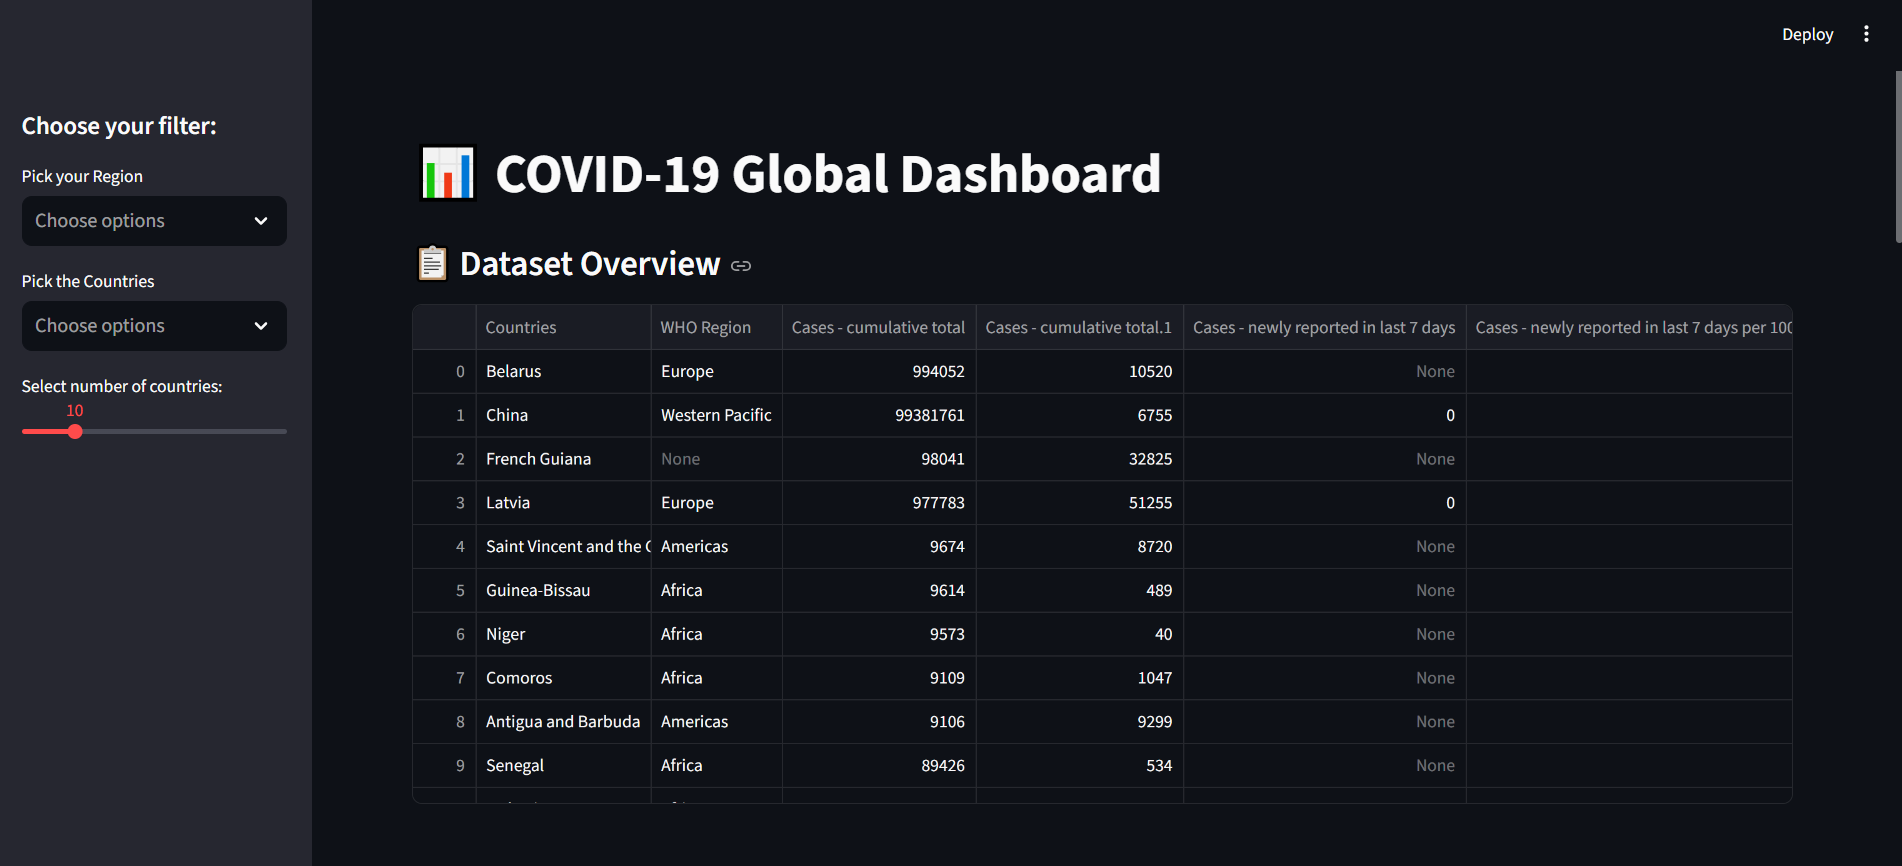 Deploy
Choose your filter:
Pick your Region
Choose options
Pick the Countries
Choose options
Select number of countries:
10
COVID-19 Global Dashboard
Dataset Overview
Countries WHO Region Cases - cumulative total Cases - cumulative total.1 Cases - newly reported in last 7 days Cases - newly reported in last 7 days per 100
0 Belarus Europe 994052 10520 None
1 China Western Pacific 99381761 6755 0
2 French Guiana None 98041 32825 None
3 Latvia Europe 977783 51255 0
4 Saint Vincent and the Americas 9674 8720 None
5 Guinea-Bissau Africa 9614 489 None
6 Niger Africa 9573 40 None
7 Comoros Africa 9109 1047 None
8 Antigua and Barbuda Americas 9106 9299 None
9 Senegal Africa 89426 534 None